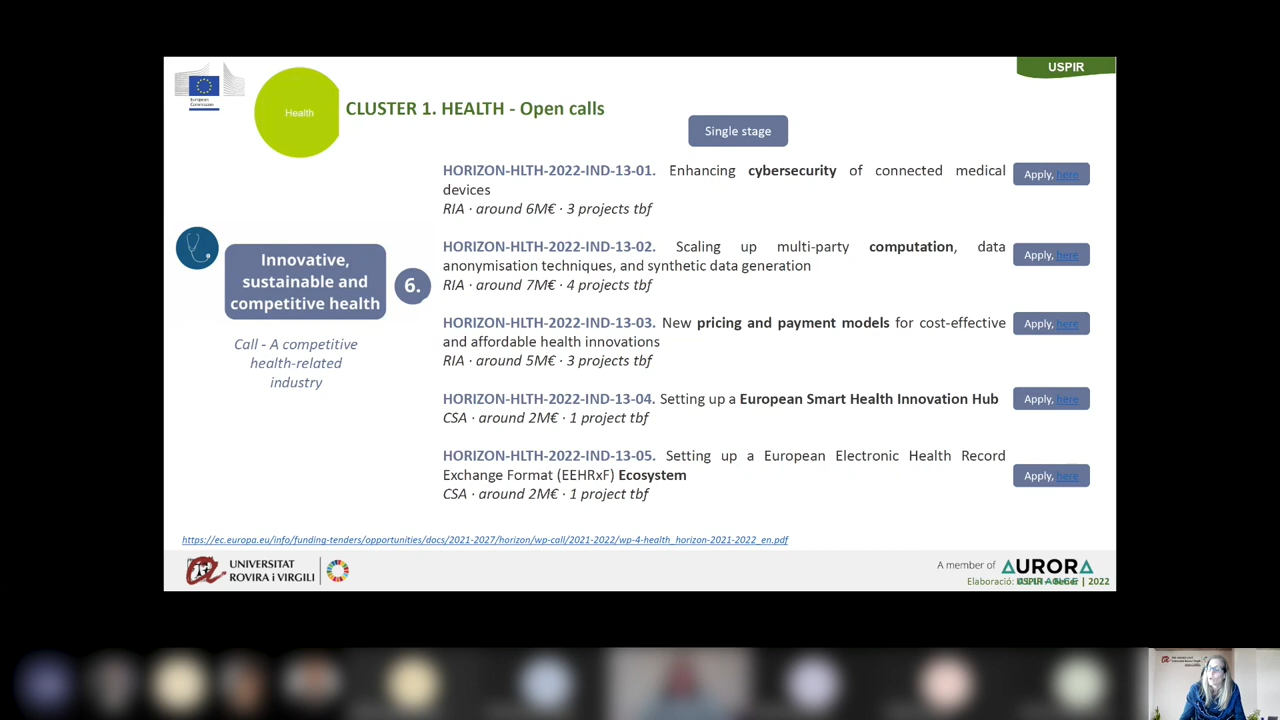 European
Commission
Health
CLUSTER 1. HEALTH - Open calls
USPIR
Single stage
HORIZON-HLTH-2022-IND-13-01. Enhancing cybersecurity of connected medical
devices
RIA · around 6M€ · 3 projects tbf
Apply, here
HORIZON-HLTH-2022-IND-13-02. Scaling up multi-party computation, data
anonymisation techniques, and synthetic data generation
RIA · around 7M€ · 4 projects tbf
Apply, here
Innovative,
sustainable and
competitive health
6.
Call - A competitive
health-related
industry
HORIZON-HLTH-2022-IND-13-03. New pricing and payment models for cost-effective
and affordable health innovations
RIA · around 5M€ · 3 projects tbf
Apply, here
HORIZON-HLTH-2022-IND-13-04. Setting up a European Smart Health Innovation Hub
CSA · around 2M€ · 1 project tbf
Apply, here
HORIZON-HLTH-2022-IND-13-05. Setting up a European Electronic Health Record
Exchange Format (EEHRxF) Ecosystem
CSA · around 2M€ · 1 project tbf
Apply, here
https://ec.europa.eu/info/funding-tenders/opportunities/docs/2021-2027/horizon/wp-call/2021-2022/wp-4-health_horizon-2021-2022_en.pdf
UNIVERSITAT
ROVIRA i VIRGILI
A member of AURORA
Elaboració: | 2022